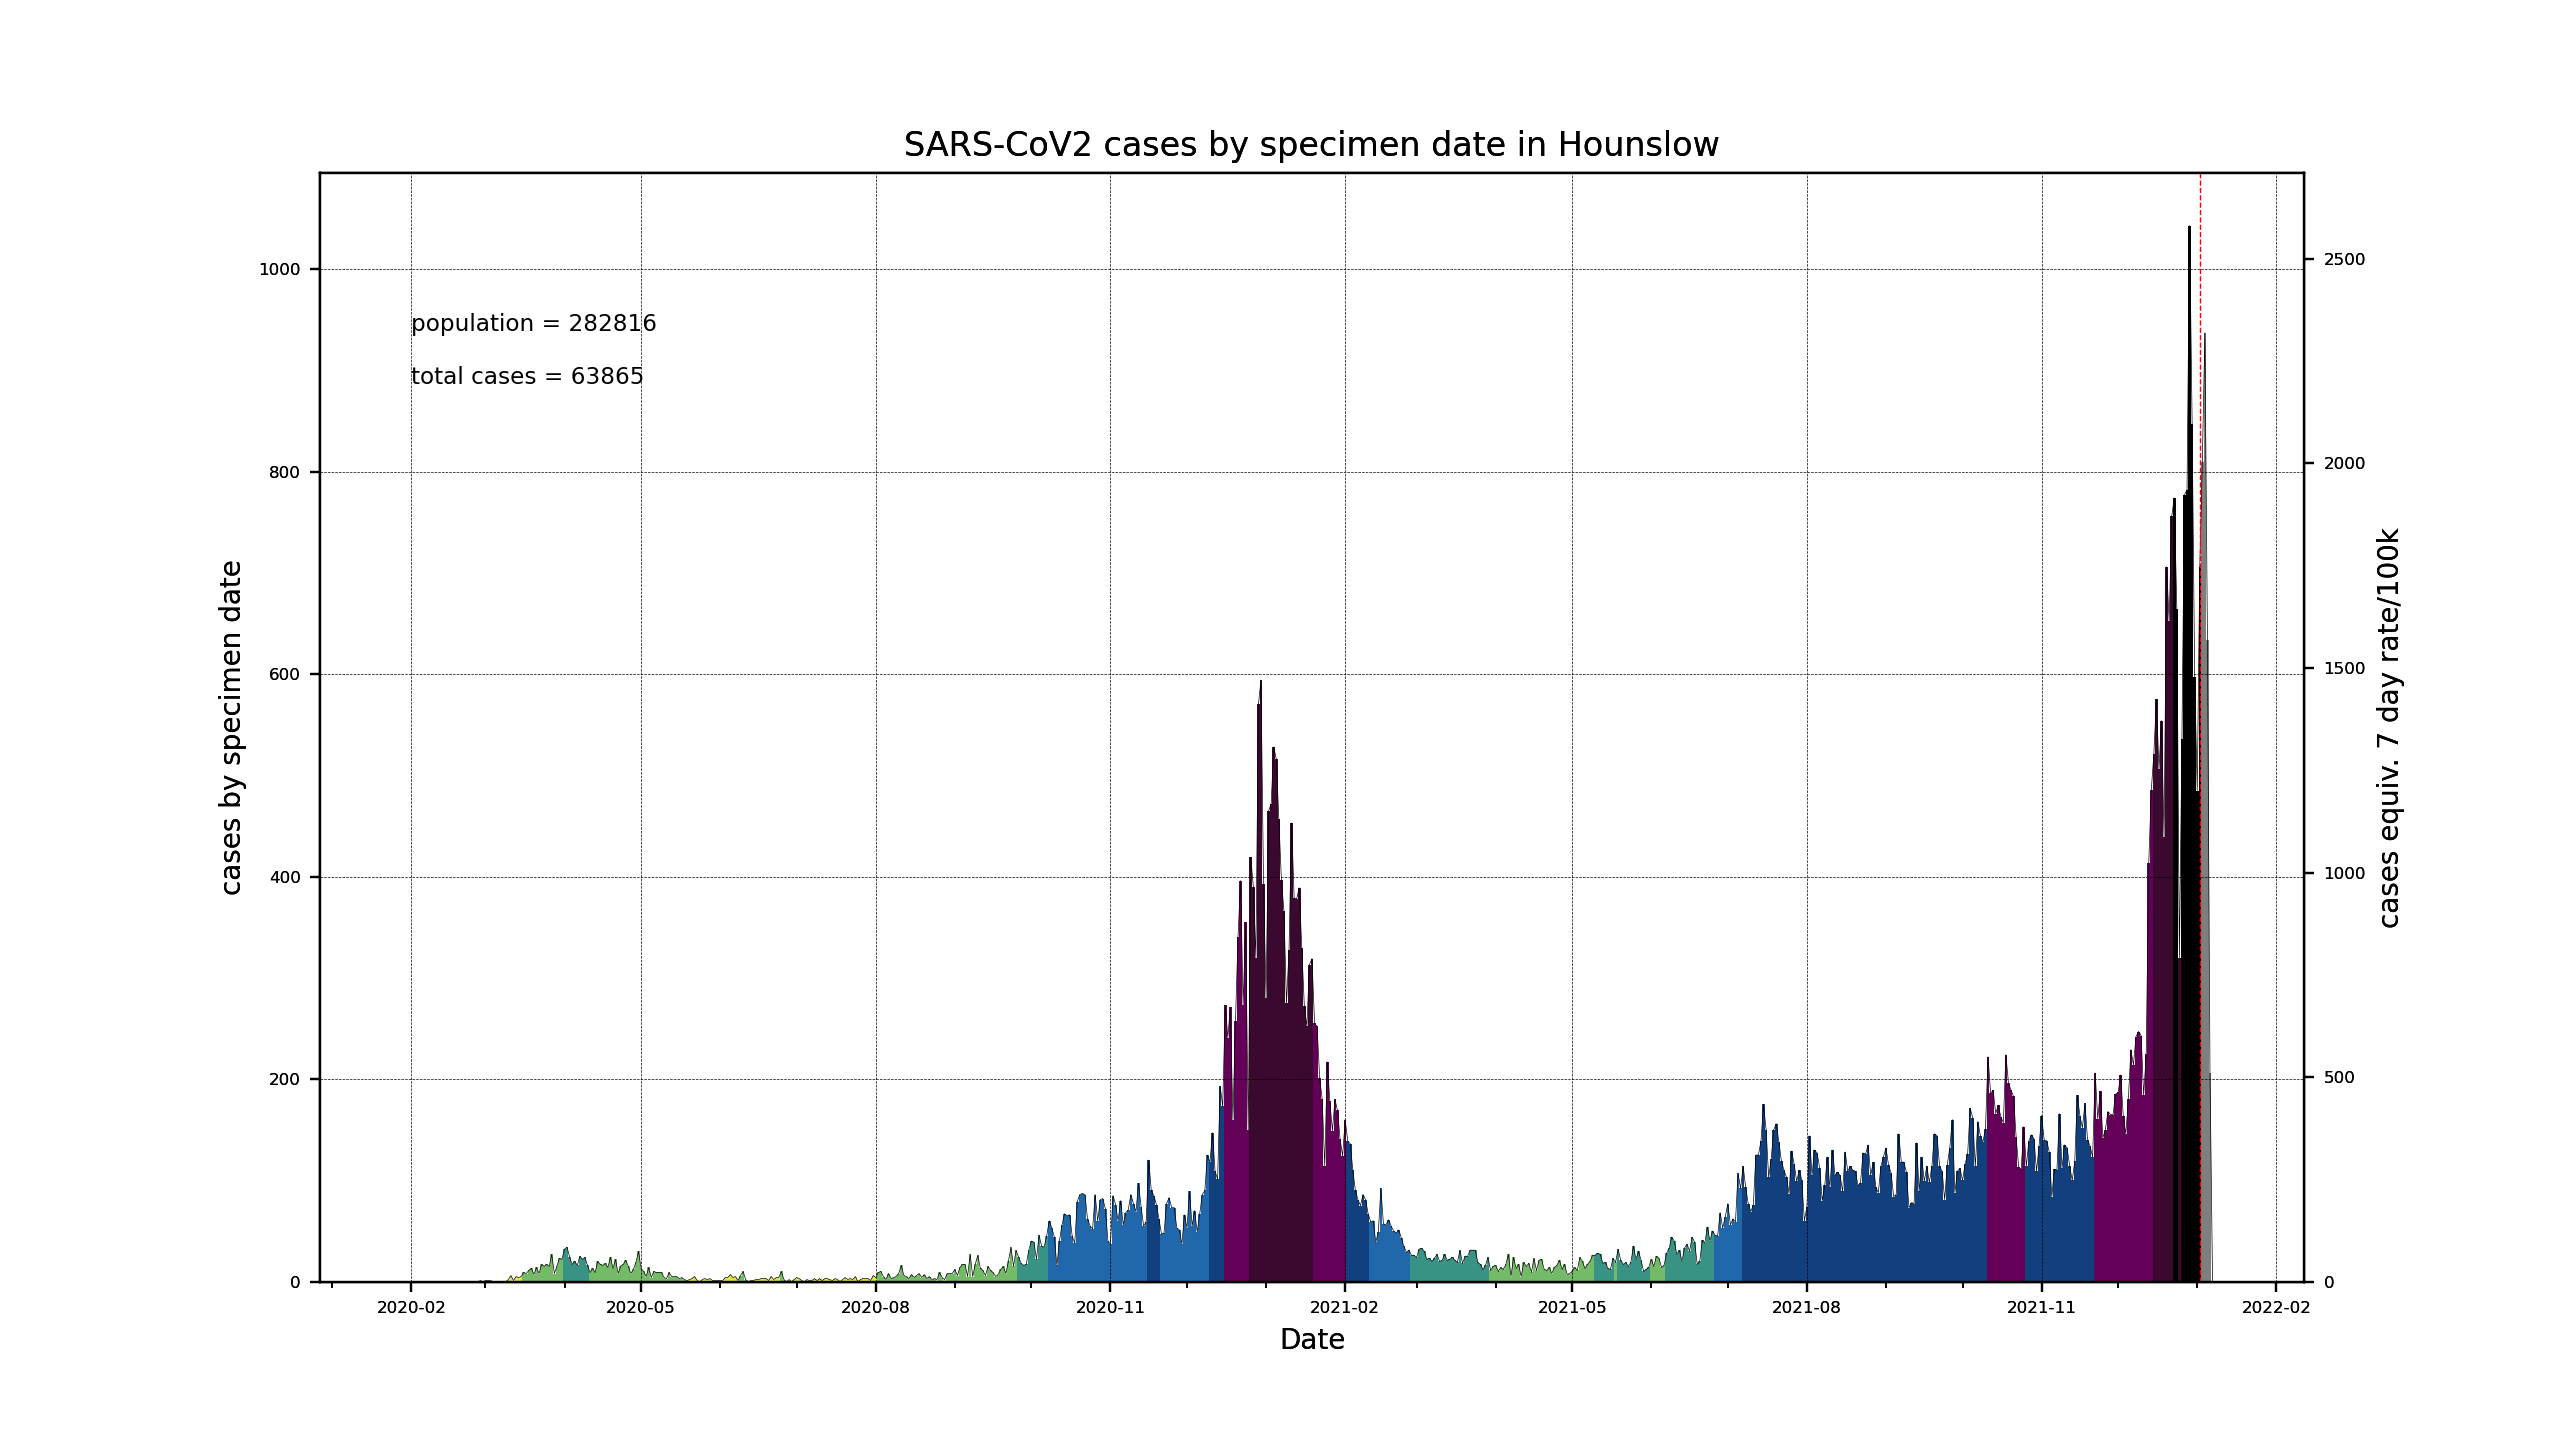 SARS-CoV2 cases by specimen date in Hounslow
population = 282816
total cases = 63865
cases by specimen date
1000
800
600
400
200
0
2500
2000
1500
1000
500
0
cases equiv. 7 day rate/100k
2020-02 2020-05 2020-08 2020-11 2021-02 2021-05 2021-08 2021-11 2022-02
Date